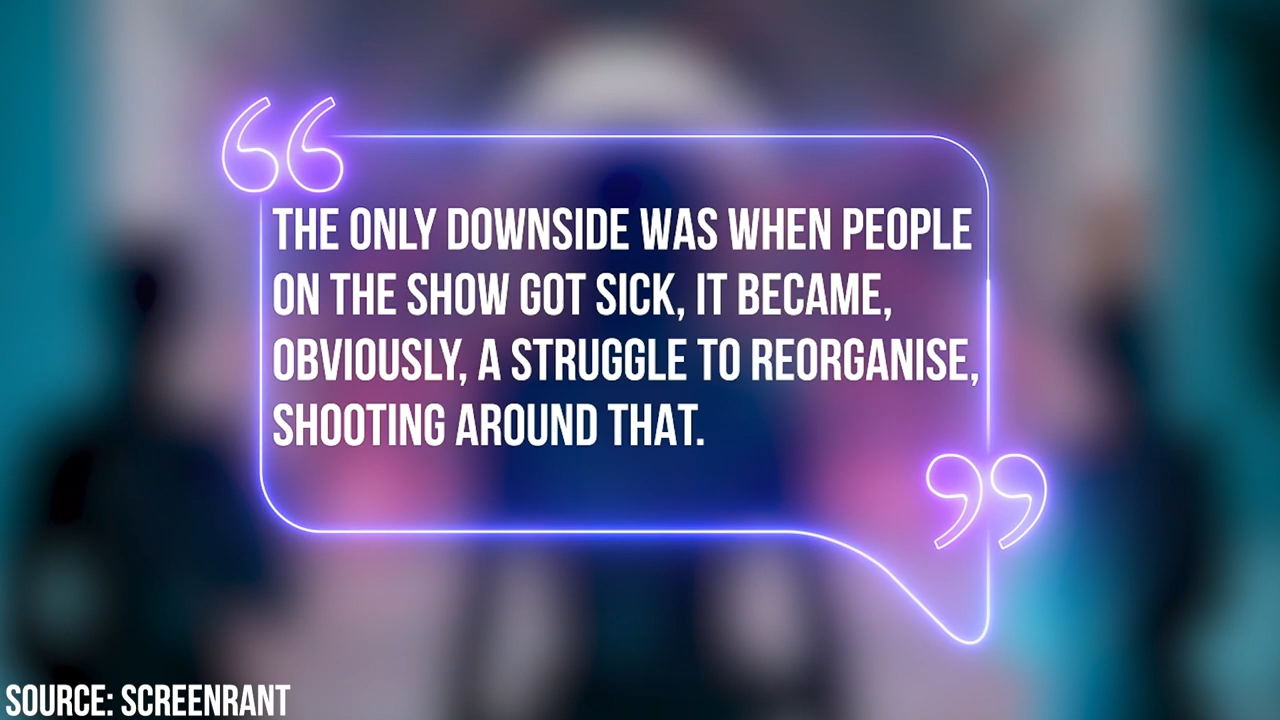 THE ONLY DOWNSIDE WAS WHEN PEOPLE
ON THE SHOW GOT SICK, IT BECAME,
OBVIOUSLY, A STRUGGLE TO REORGANISE,
SHOOTING AROUND THAT.
SOURCE: SCREENRANT